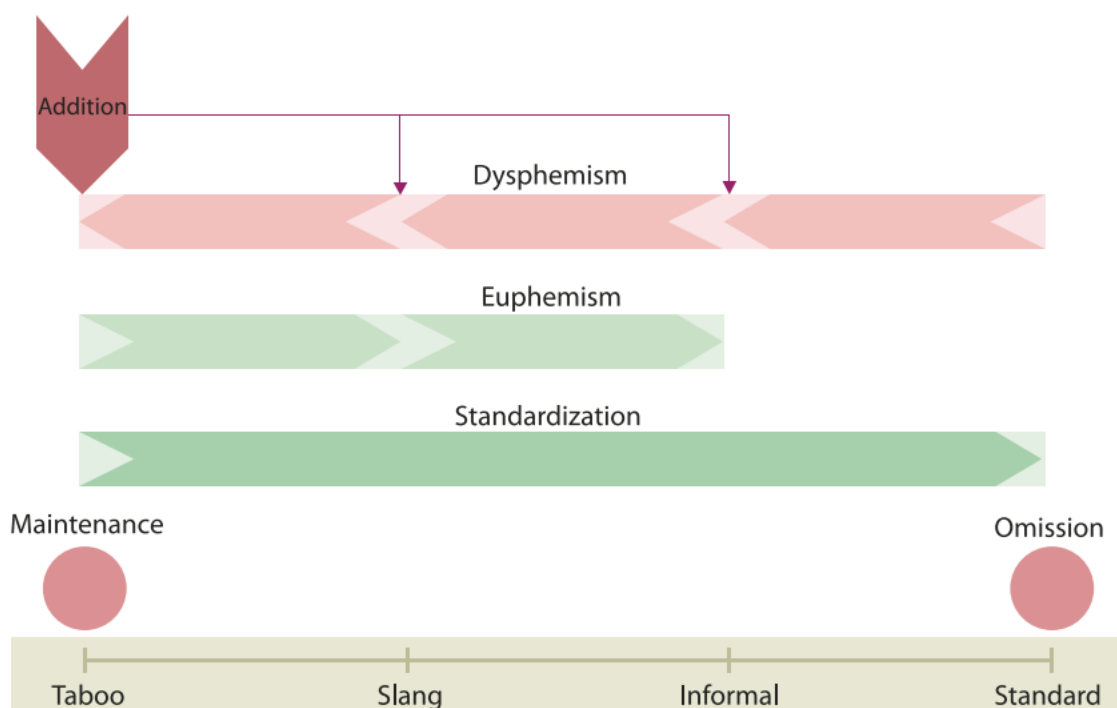 Addition
Dysphemism
Euphemism
Standardization
Maintenance
Omission
Taboo
Slang
Informal
Standard